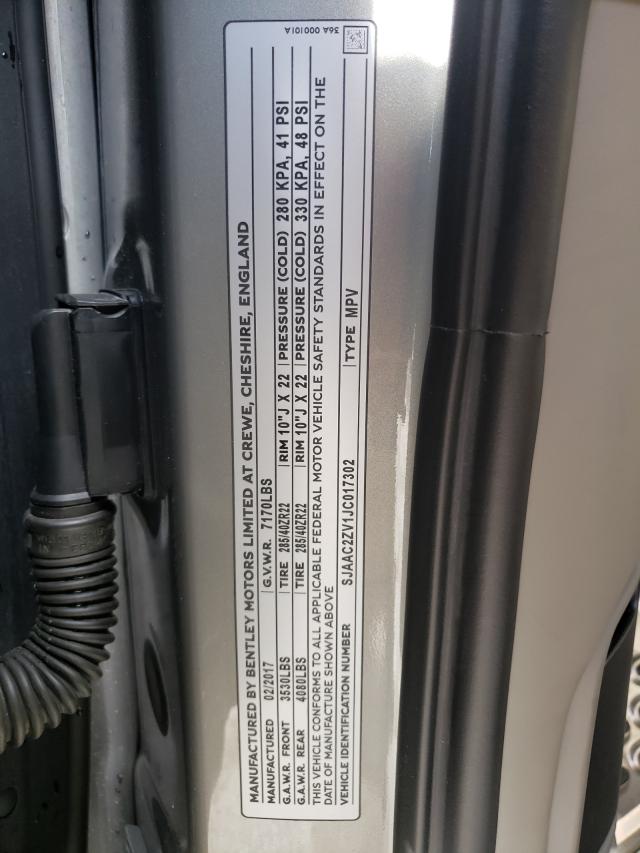 MANUFACTURED BY BENTLEY MOTORS LIMITED AT CREWE, CHESHIRE, ENGLAND
MANUFACTURED 02/2017 G.V.W.R. 7170LBS
G.A.W.R. FRONT 3530LBS TIRE 285/40ZR22 RIM 10"J X 22 PRESSURE (COLD) 280 KPA, 41 PSI
G.A.W.R. REAR 4080LBS TIRE 285/40ZR22 RIM 10"J X 22 PRESSURE (COLD) 330 KPA, 48 PSI
THIS VEHICLE CONFORMS TO ALL APPLICABLE FEDERAL MOTOR VEHICLE SAFETY STANDARDS IN EFFECT ON THE
DATE OF MANUFACTURE SHOWN ABOVE
VEHICLE IDENTIFICATION NUMBER SJAAC2ZV1JC017302 TYPE MPV
36A 000101A